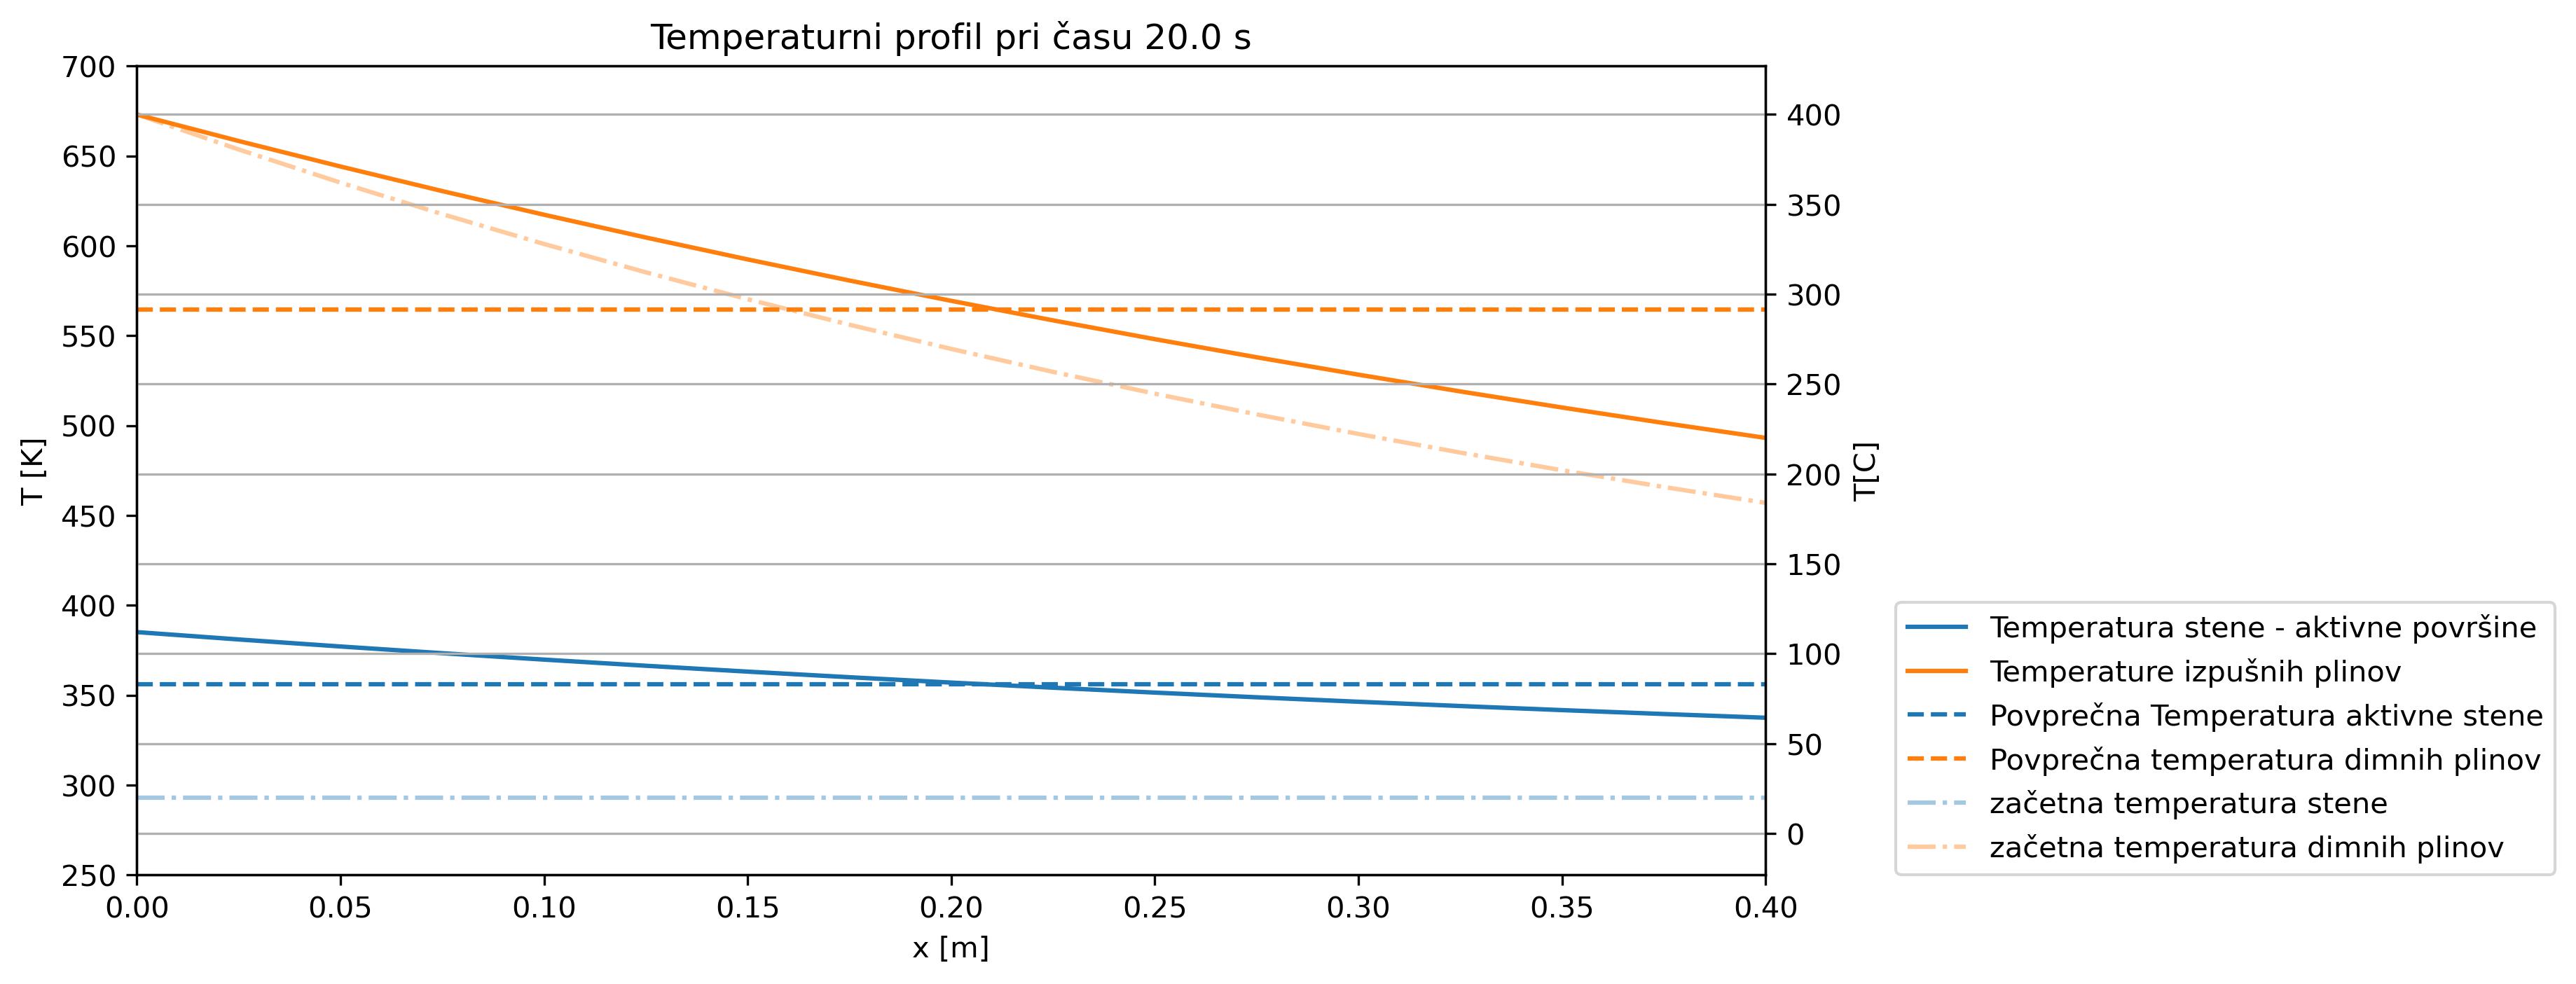 Temperaturni profil pri času 20.0 s
700
650
600
550
500
450
400
350
300
250
T [K]
400
350
300
250
200
150
100
50
0
T[C]
0.00 0.05 0.10 0.15 0.20 0.25 0.30 0.35 0.40
x [m]
Temperatura stene - aktivne površine
Temperature izpušnih plinov
Povprečna Temperatura aktivne stene
Povprečna temperatura dimnih plinov
začetna temperatura stene
začetna temperatura dimnih plinov